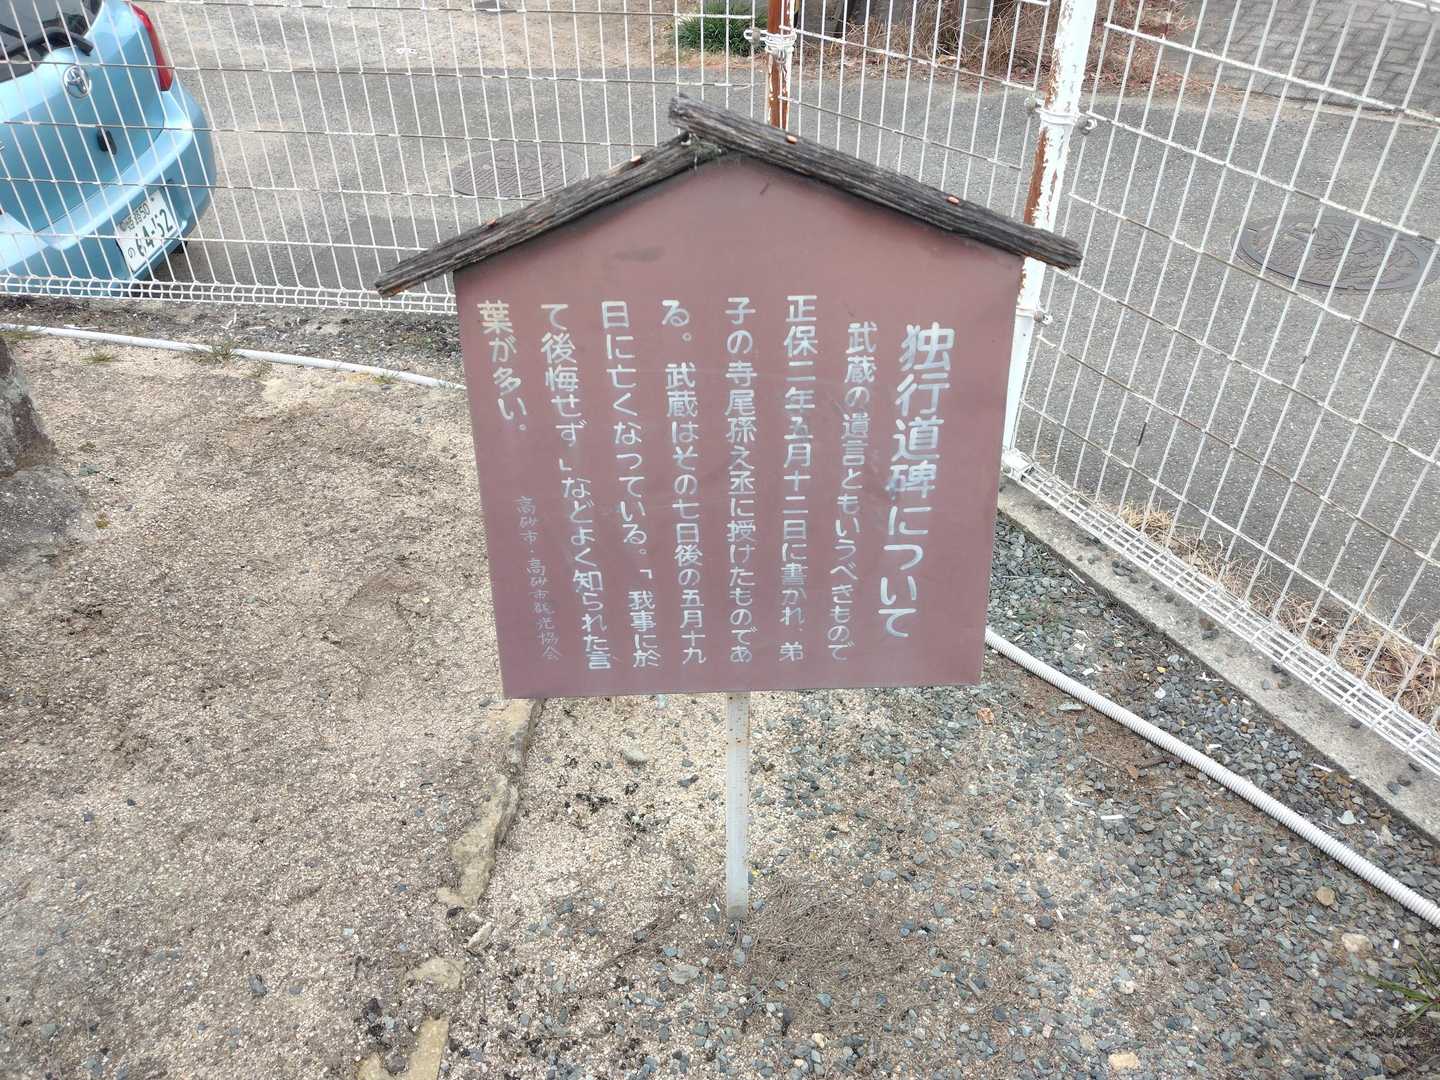 独行道碑について
武蔵の遺言ともいうべきもので
正保二年五月十二日に書かれ、弟
子の寺尾孫之丞に授けたものであ
る。武蔵はその七日後の五月十九
日に亡くなっている。「我事に於
て後悔せず」などよく知られた言
葉が多い。
高砂市・高砂市観光協会
50
の 64-52